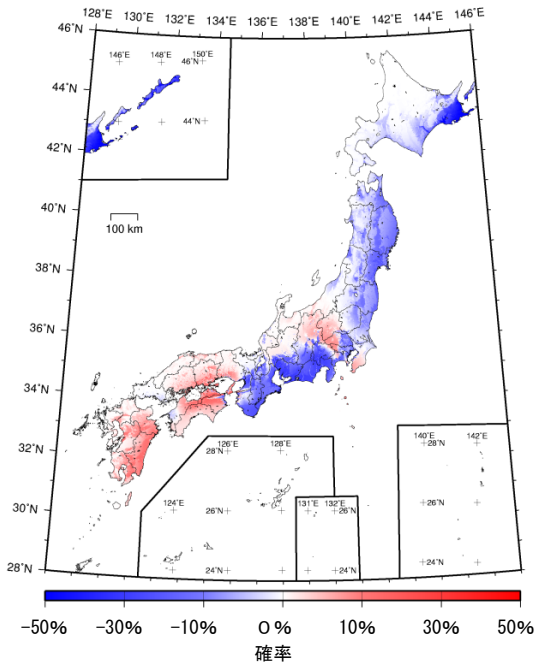 128˚E 130˚E 132˚E 134˚E 136˚E 138˚E 140˚E 142˚E 144˚E 146˚E
46˚N
146˚E 148˚E 150˚E
46˚N
44˚N
44˚N
42˚N
40˚N
100 km
38˚N
36˚N
34˚N
32˚N
126˚E 128˚E
28˚N
140˚E 142˚E
28˚N
30˚N
124˚E
26˚N
131˚E 132˚E
26˚N
26˚N
28˚N
24˚N
24˚N
24˚N
-50% -30% -10% 0% 10% 30% 50%
確率